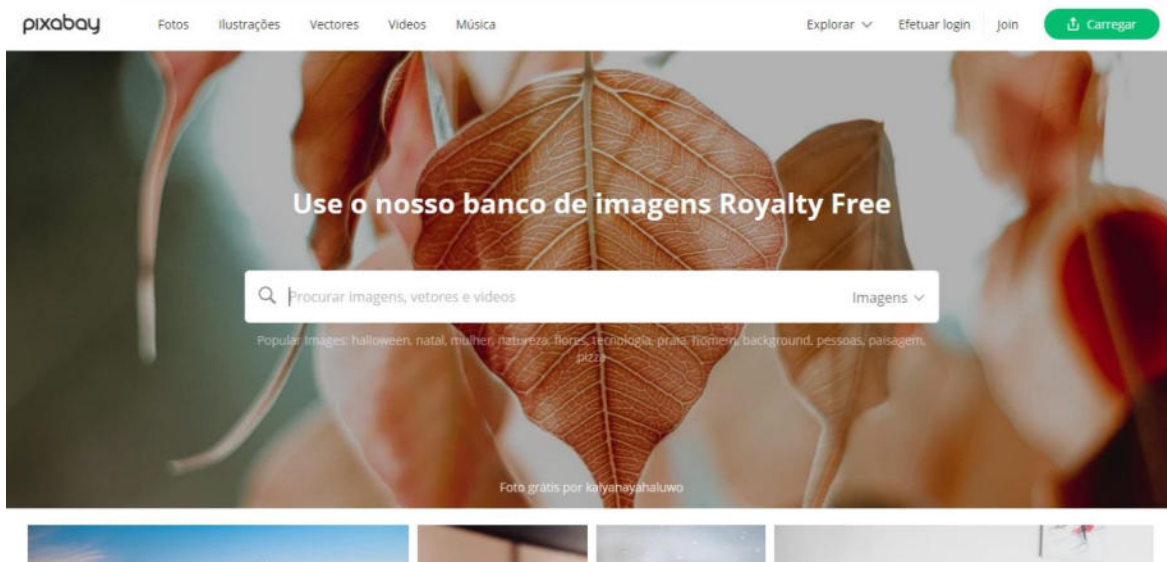 pixabay Fotos Ilustrações Vectores Videos Música Explorar Efetuar login Join Carregar
Use o nosso banco de imagens Royalty Free
Procurar imagens, vetores e videos Imagens
Popular Images: halloween, natal, mulher, natureza, flores, tecnologia, praia, homem, background, pessoas, paisagem,
pizza
Foto grátis por kalyanayahaluwo